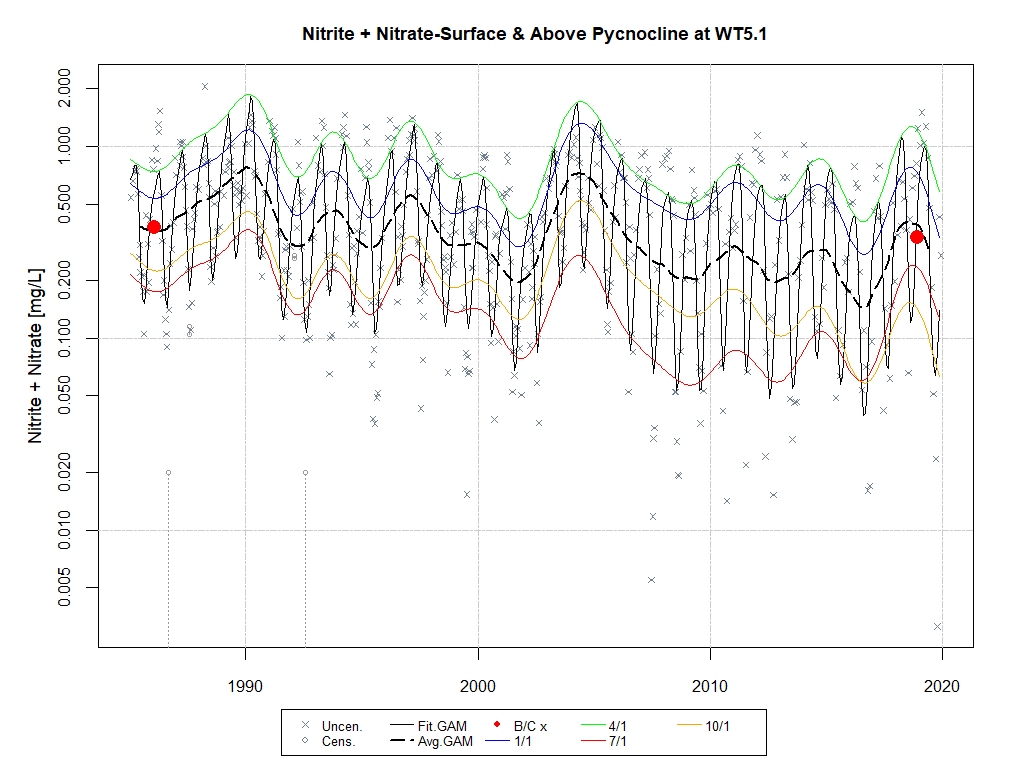 Nitrite + Nitrate-Surface & Above Pycnocline at WT5.1
Nitrite + Nitrate [mg/L]
2.000
1.000
0.500
0.200
0.100
0.050
0.020
0.010
0.005
1990 2000 2010 2020
Uncen. Fit.GAM B/C x 4/1 10/1
Cens. Avg.GAM 1/1 7/1